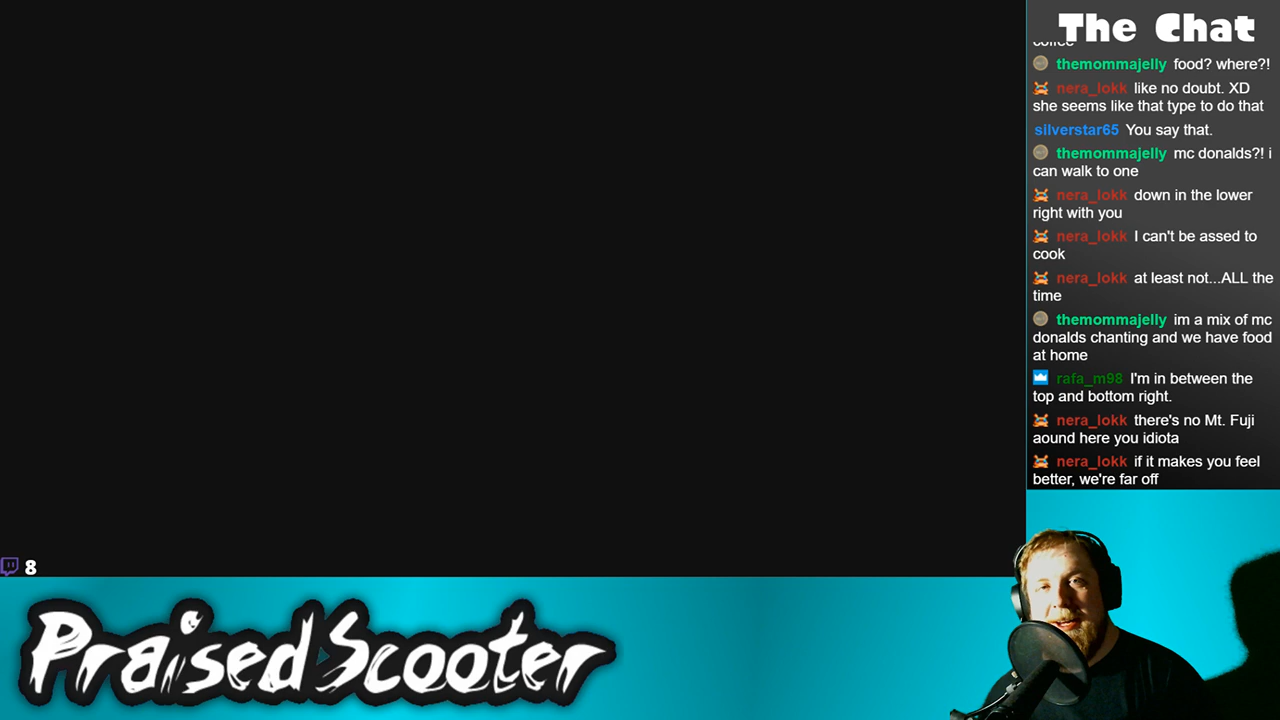 The Chat
coffee
themommajelly food? where?!
nera_lokk like no doubt. XD
she seems like that type to do that
silverstar65 You say that.
themommajelly mc donalds?! i
can walk to one
nera_lokk down in the lower
right with you
nera_lokk I can't be assed to
cook
nera_lokk at least not...ALL the
time
themommajelly im a mix of mc
donalds chanting and we have food
at home
rafa_m98 I'm in between the
top and bottom right.
nera_lokk there's no Mt. Fuji
aound here you idiota
nera_lokk if it makes you feel
better, we're far off
8
PraisedScooter